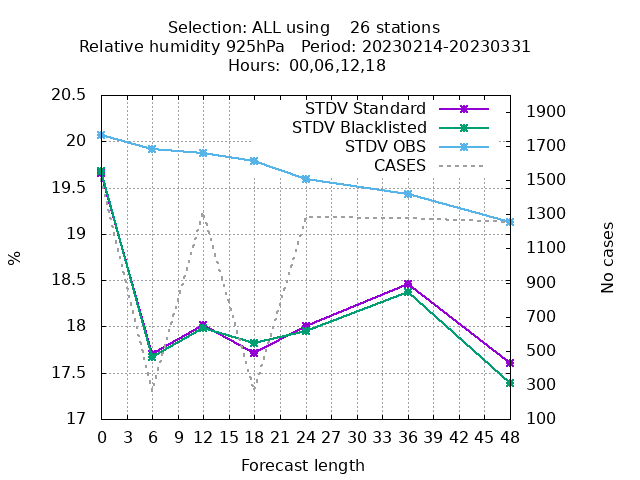 Selection: ALL using    26 stations
Relative humidity 925hPa   Period: 20230214-20230331
Hours: 00,06,12,18
STDV Standard
STDV Blacklisted
STDV OBS
CASES
20.5
20
19.5
19
18.5
18
17.5
17
%
1900
1700
1500
1300
1100
900
700
500
300
100
No cases
0 3 6 9 12 15 18 21 24 27 30 33 36 39 42 45 48
Forecast length